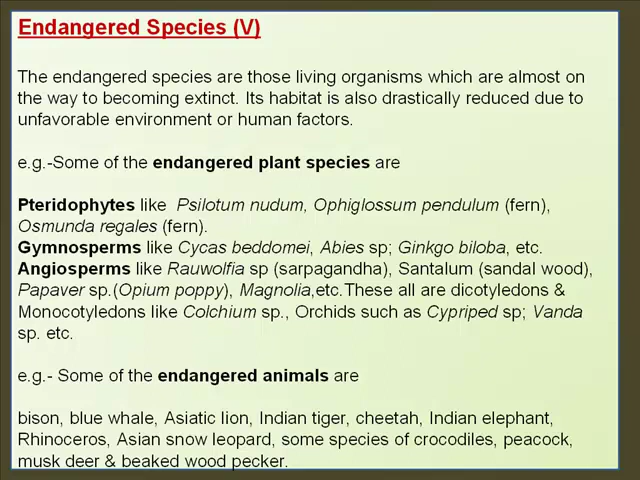 Endangered Species (V)
The endangered species are those living organisms which are almost on
the way to becoming extinct. Its habitat is also drastically reduced due to
unfavorable environment or human factors.
e.g.-Some of the endangered plant species are
Pteridophytes like Psilotum nudum, Ophiglossum pendulum (fern),
Osmunda regales (fern).
Gymnosperms like Cycas beddomei, Abies sp; Ginkgo biloba, etc.
Angiosperms like Rauwolfia sp (sarpagandha), Santalum (sandal wood),
Papaver sp.(Opium poppy), Magnolia,etc.These all are dicotyledons &
Monocotyledons like Colchium sp., Orchids such as Cypriped sp; Vanda
sp. etc.
e.g.- Some of the endangered animals are
bison, blue whale, Asiatic lion, Indian tiger, cheetah, Indian elephant,
Rhinoceros, Asian snow leopard, some species of crocodiles, peacock,
musk deer & beaked wood pecker.